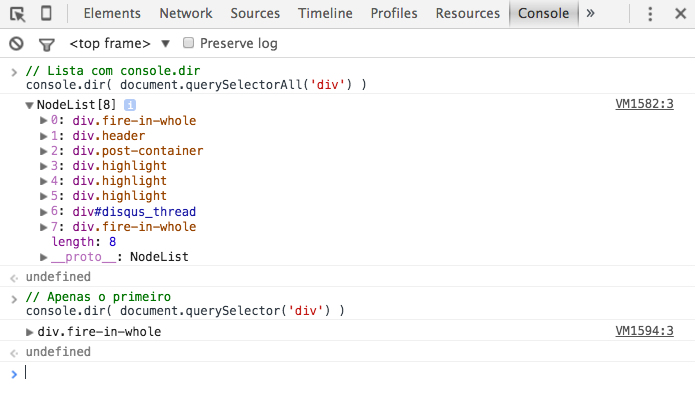 Elements Network Sources Timeline Profiles Resources Console »
<top frame> ▼ Preserve log
// Lista com console.dir
console.dir( document.querySelectorAll('div') )
▼NodeList[8] i VM1582:3
▶0: div.fire-in-whole
▶1: div.header
▶2: div.post-container
▶3: div.highlight
▶4: div.highlight
▶5: div.highlight
▶6: div#disqus_thread
▶7: div.fire-in-whole
length: 8
▶__proto__: NodeList
undefined
// Apenas o primeiro
console.dir( document.querySelector('div') )
▶div.fire-in-whole VM1594:3
undefined